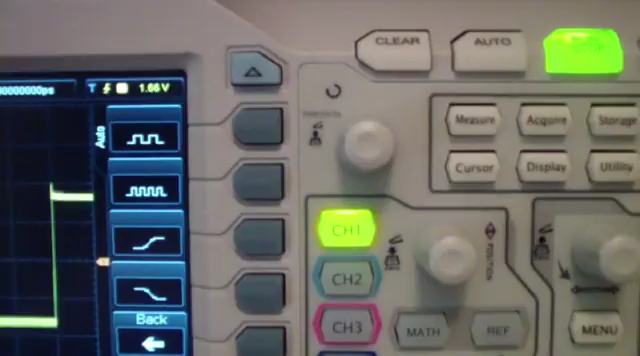 CLEAR
AUTO
00000000ps
T 1.66 V
Auto
Measure
Acquire
Storage
Cursor
Display
Utility
CH1
CH2
CH3
POSITION
MATH
REF
MENU
Back